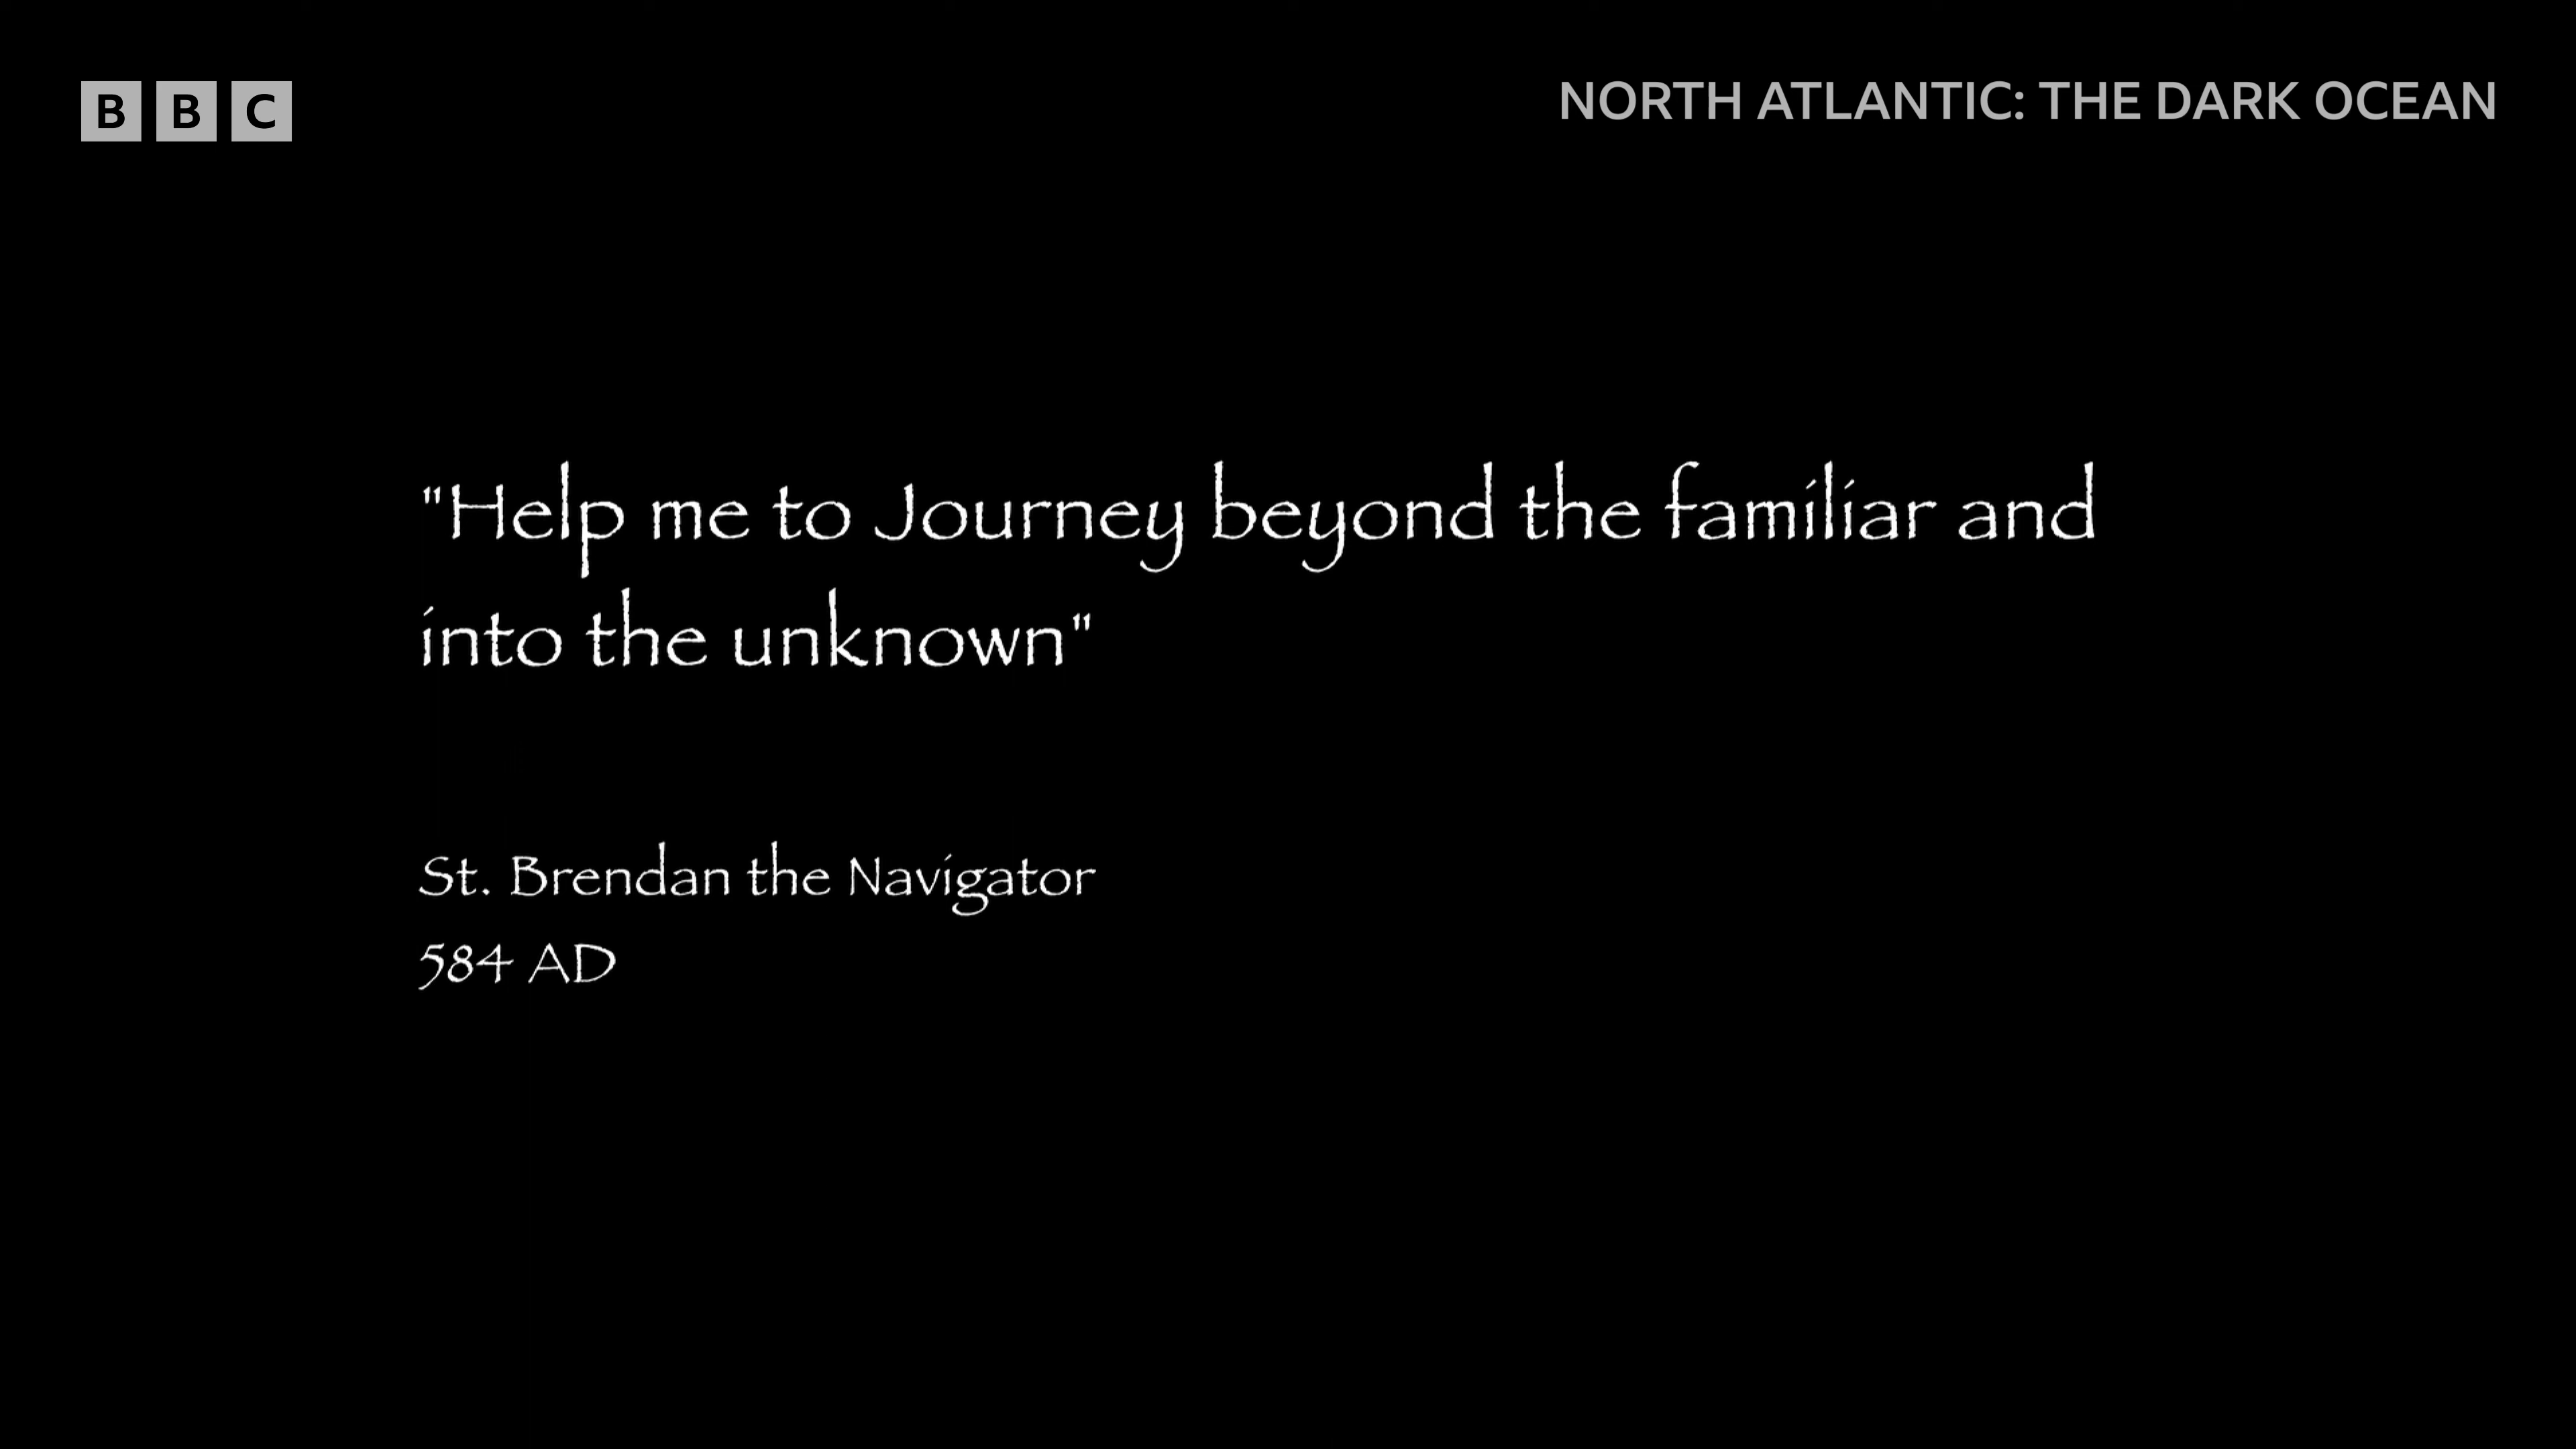 BBC
NORTH ATLANTIC: THE DARK OCEAN
"Help me to Journey beyond the familiar and
into the unknown"
St. Brendan the Navigator
584 AD